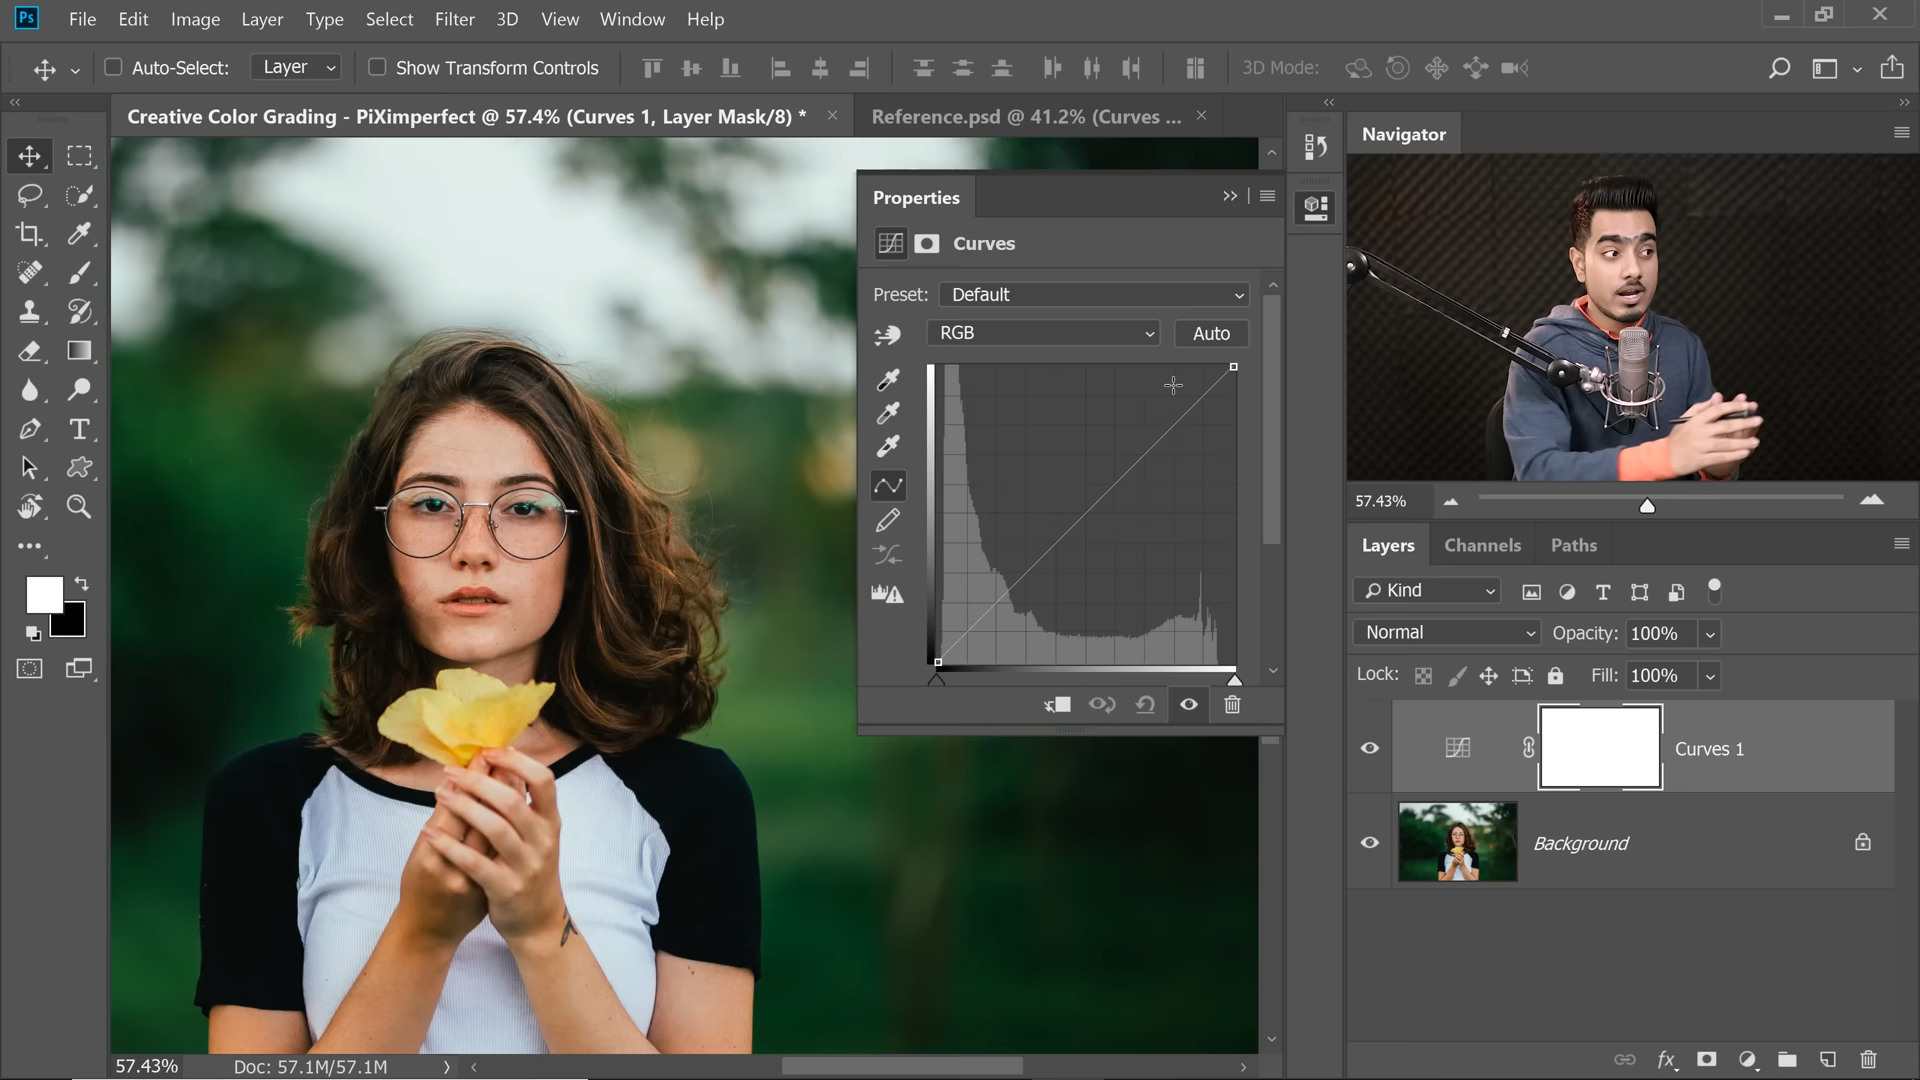 Ps File Edit Image Layer Type Select Filter 3D View Window Help
Auto-Select: Layer Show Transform Controls 3D Mode:
Creative Color Grading - PiXimperfect @ 57.4% (Curves 1, Layer Mask/8) * Reference.psd @ 41.2% (Curves ...
Navigator
Properties
Curves
Preset: Default
RGB Auto
57.43%
Layers Channels Paths
Kind
Normal Opacity: 100%
Lock: Fill: 100%
Curves 1
Background
fx
57.43% Doc: 57.1M/57.1M